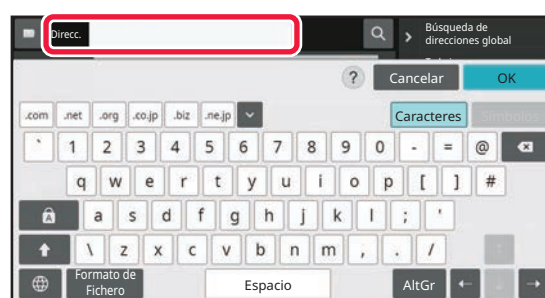 Direcc.
Búsqueda de
direcciones global
? Cancelar OK
.com .net .org .co.jp .biz .ne.jp Caracteres Símbolos
` 1 2 3 4 5 6 7 8 9 0 - = @
q w e r t y u i o p [ ] #
A a s d f g h j k l ; '
\ z x c v b n m , . /
Formato de
Fichero
Espacio AltGr